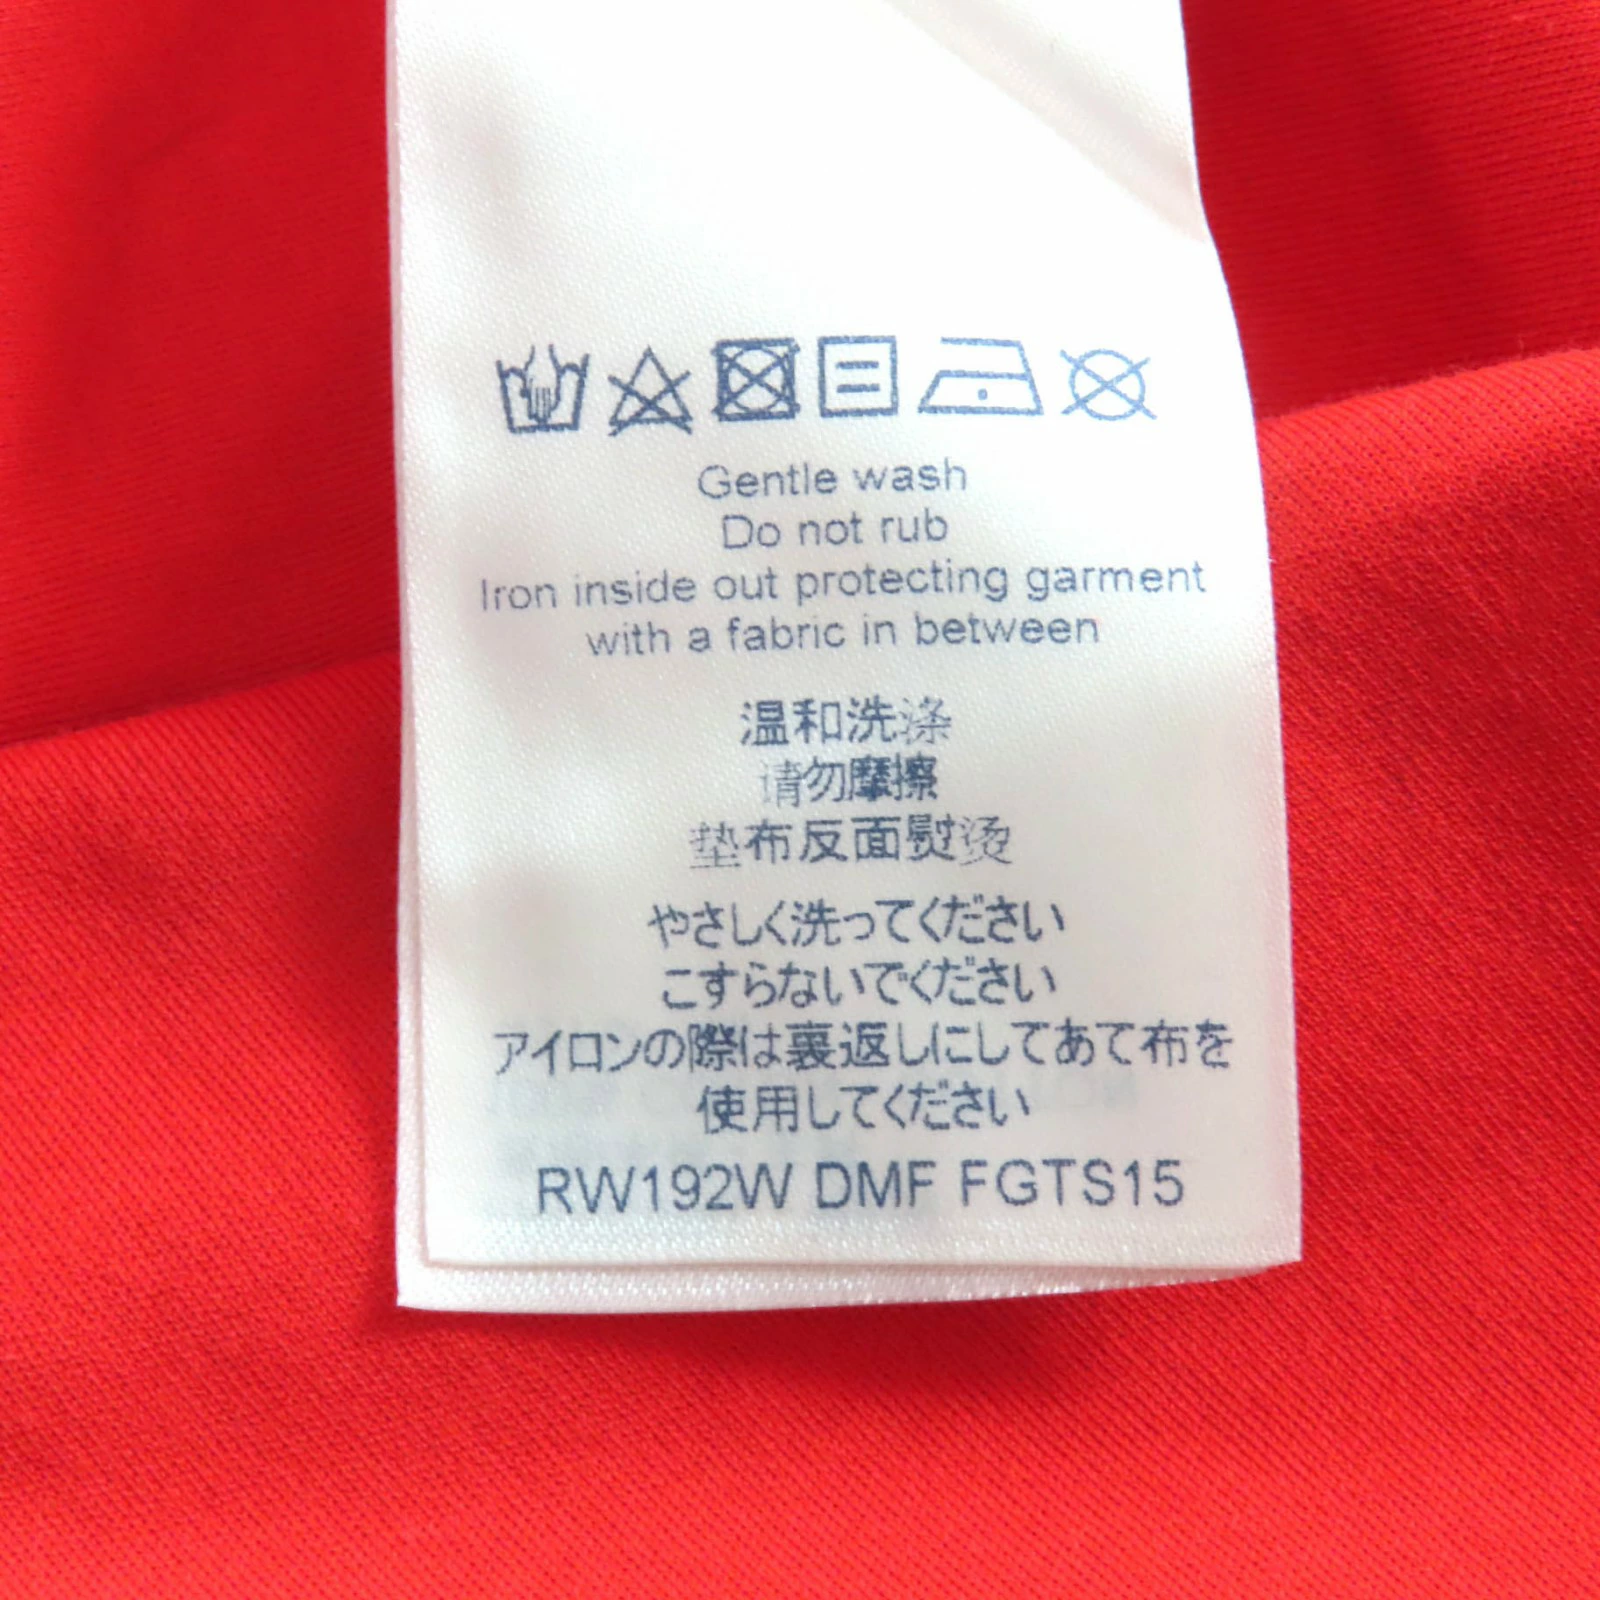 Gentle wash
Do not rub
Iron inside out protecting garment
with a fabric in between
温和洗涤
请勿摩擦
垫布反面熨烫
やさしく洗ってください
こすらないでください
アイロンの際は裏返しにしてあて布を
使用してください
RW192W DMF FGTS15